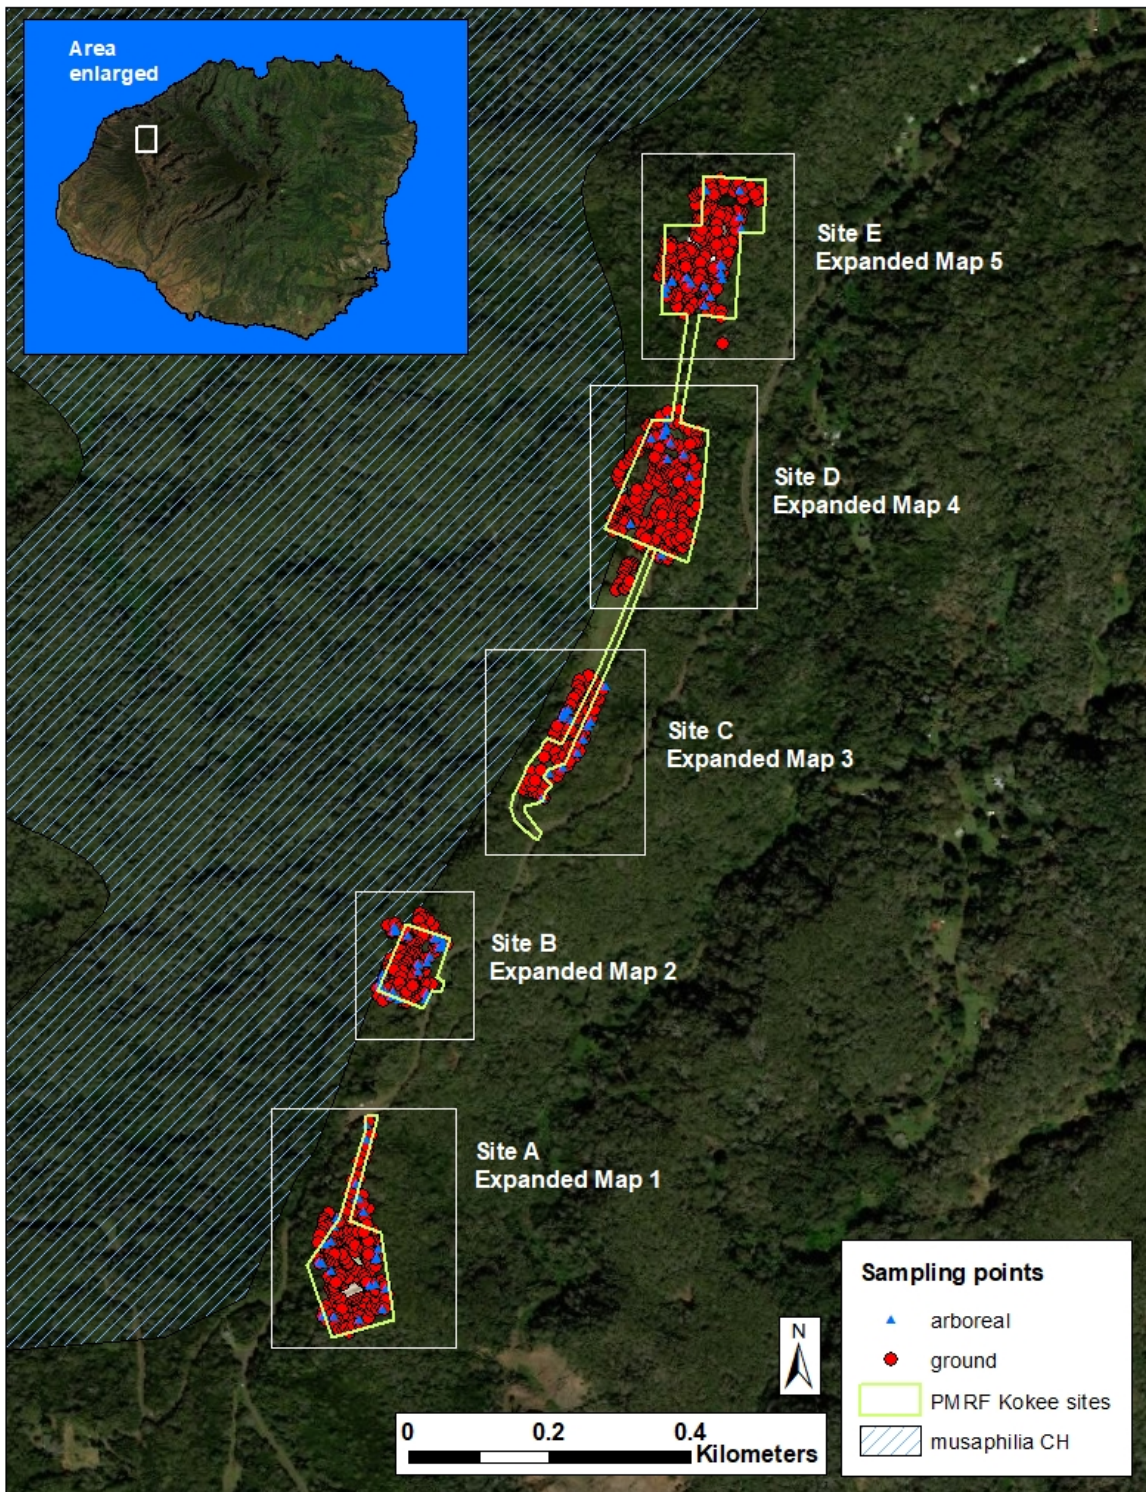 Area
enlarged
Site E
Expanded Map 5
Site D
Expanded Map 4
Site C
Expanded Map 3
Site B
Expanded Map 2
Site A
Expanded Map 1
Sampling points
arboreal
ground
PMRF Kokee sites
musaphilia CH
N
0 0.2 0.4
Kilometers